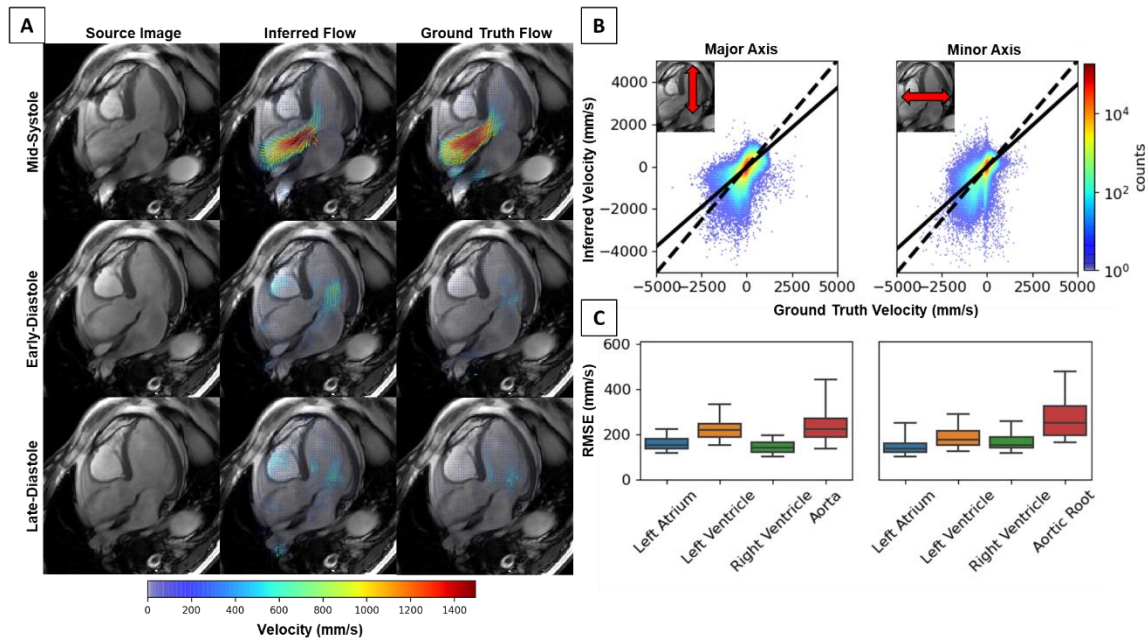 A
Source Image
Inferred Flow
Ground Truth Flow
Mid-Systole
Early-Diastole
Late-Diastole
0
200
400
600
800
1000
1200
1400
Velocity (mm/s)
B
Major Axis
Minor Axis
Inferred Velocity (mm/s)
4000
2000
0
−2000
−4000
−5000
−2500
0
2500
5000
−5000
−2500
0
2500
5000
Ground Truth Velocity (mm/s)
10^4
10^2
10^0
counts
C
RMSE (mm/s)
600
400
200
0
Left Atrium
Left Ventricle
Right Ventricle
Aorta
Left Atrium
Left Ventricle
Right Ventricle
Aortic Root